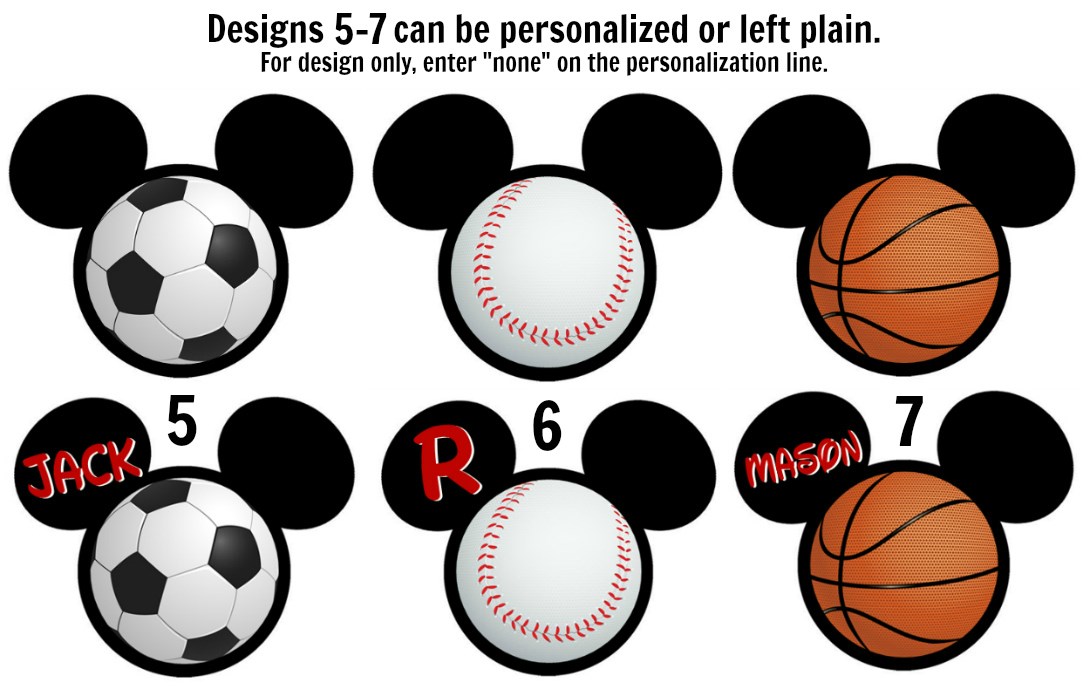 Designs 5-7 can be personalized or left plain.
For design only, enter "none" on the personalization line.
5
6
7
JACK
R
MASON